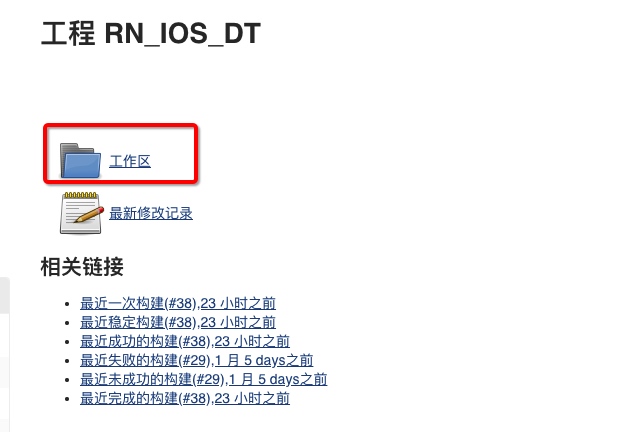 工程 RN_IOS_DT
工作区
最新修改记录
相关链接
最近一次构建(#38),23 小时之前
最近稳定构建(#38),23 小时之前
最近成功的构建(#38),23 小时之前
最近失败的构建(#29),1 月 5 days之前
最近未成功的构建(#29),1 月 5 days之前
最近完成的构建(#38),23 小时之前